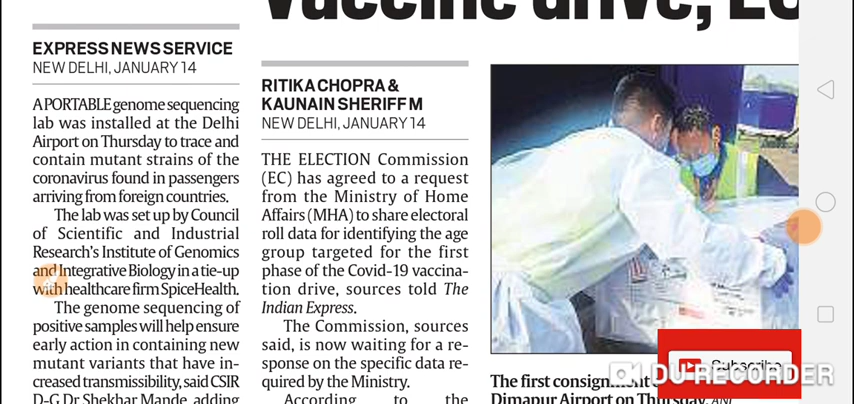 Vaccine drive, EC
EXPRESS NEWS SERVICE
NEW DELHI, JANUARY 14
A PORTABLE genome sequencing
lab was installed at the Delhi
Airport on Thursday to trace and
contain mutant strains of the
coronavirus found in passengers
arriving from foreign countries.
The lab was set up by Council
of Scientific and Industrial
Research's Institute of Genomics
and Integrative Biology in a tie-up
with healthcare firm SpiceHealth.
The genome sequencing of
positive samples will help ensure
early action in containing new
mutant variants that have in-
creased transmissibility, said CSIR
D-G Dr Shekhar Mande, adding
RITIKA CHOPRA &
KAUNAIN SHERIFF M
NEW DELHI, JANUARY 14
THE ELECTION Commission
(EC) has agreed to a request
from the Ministry of Home
Affairs (MHA) to share electoral
roll data for identifying the age
group targeted for the first
phase of the Covid-19 vaccina-
tion drive, sources told The
Indian Express.
The Commission, sources
said, is now waiting for a re-
sponse on the specific data re-
quired by the Ministry.
According to the
The first consignment
Dimapur Airport on Thursday. ANI
Subscribe
DU RECORDER